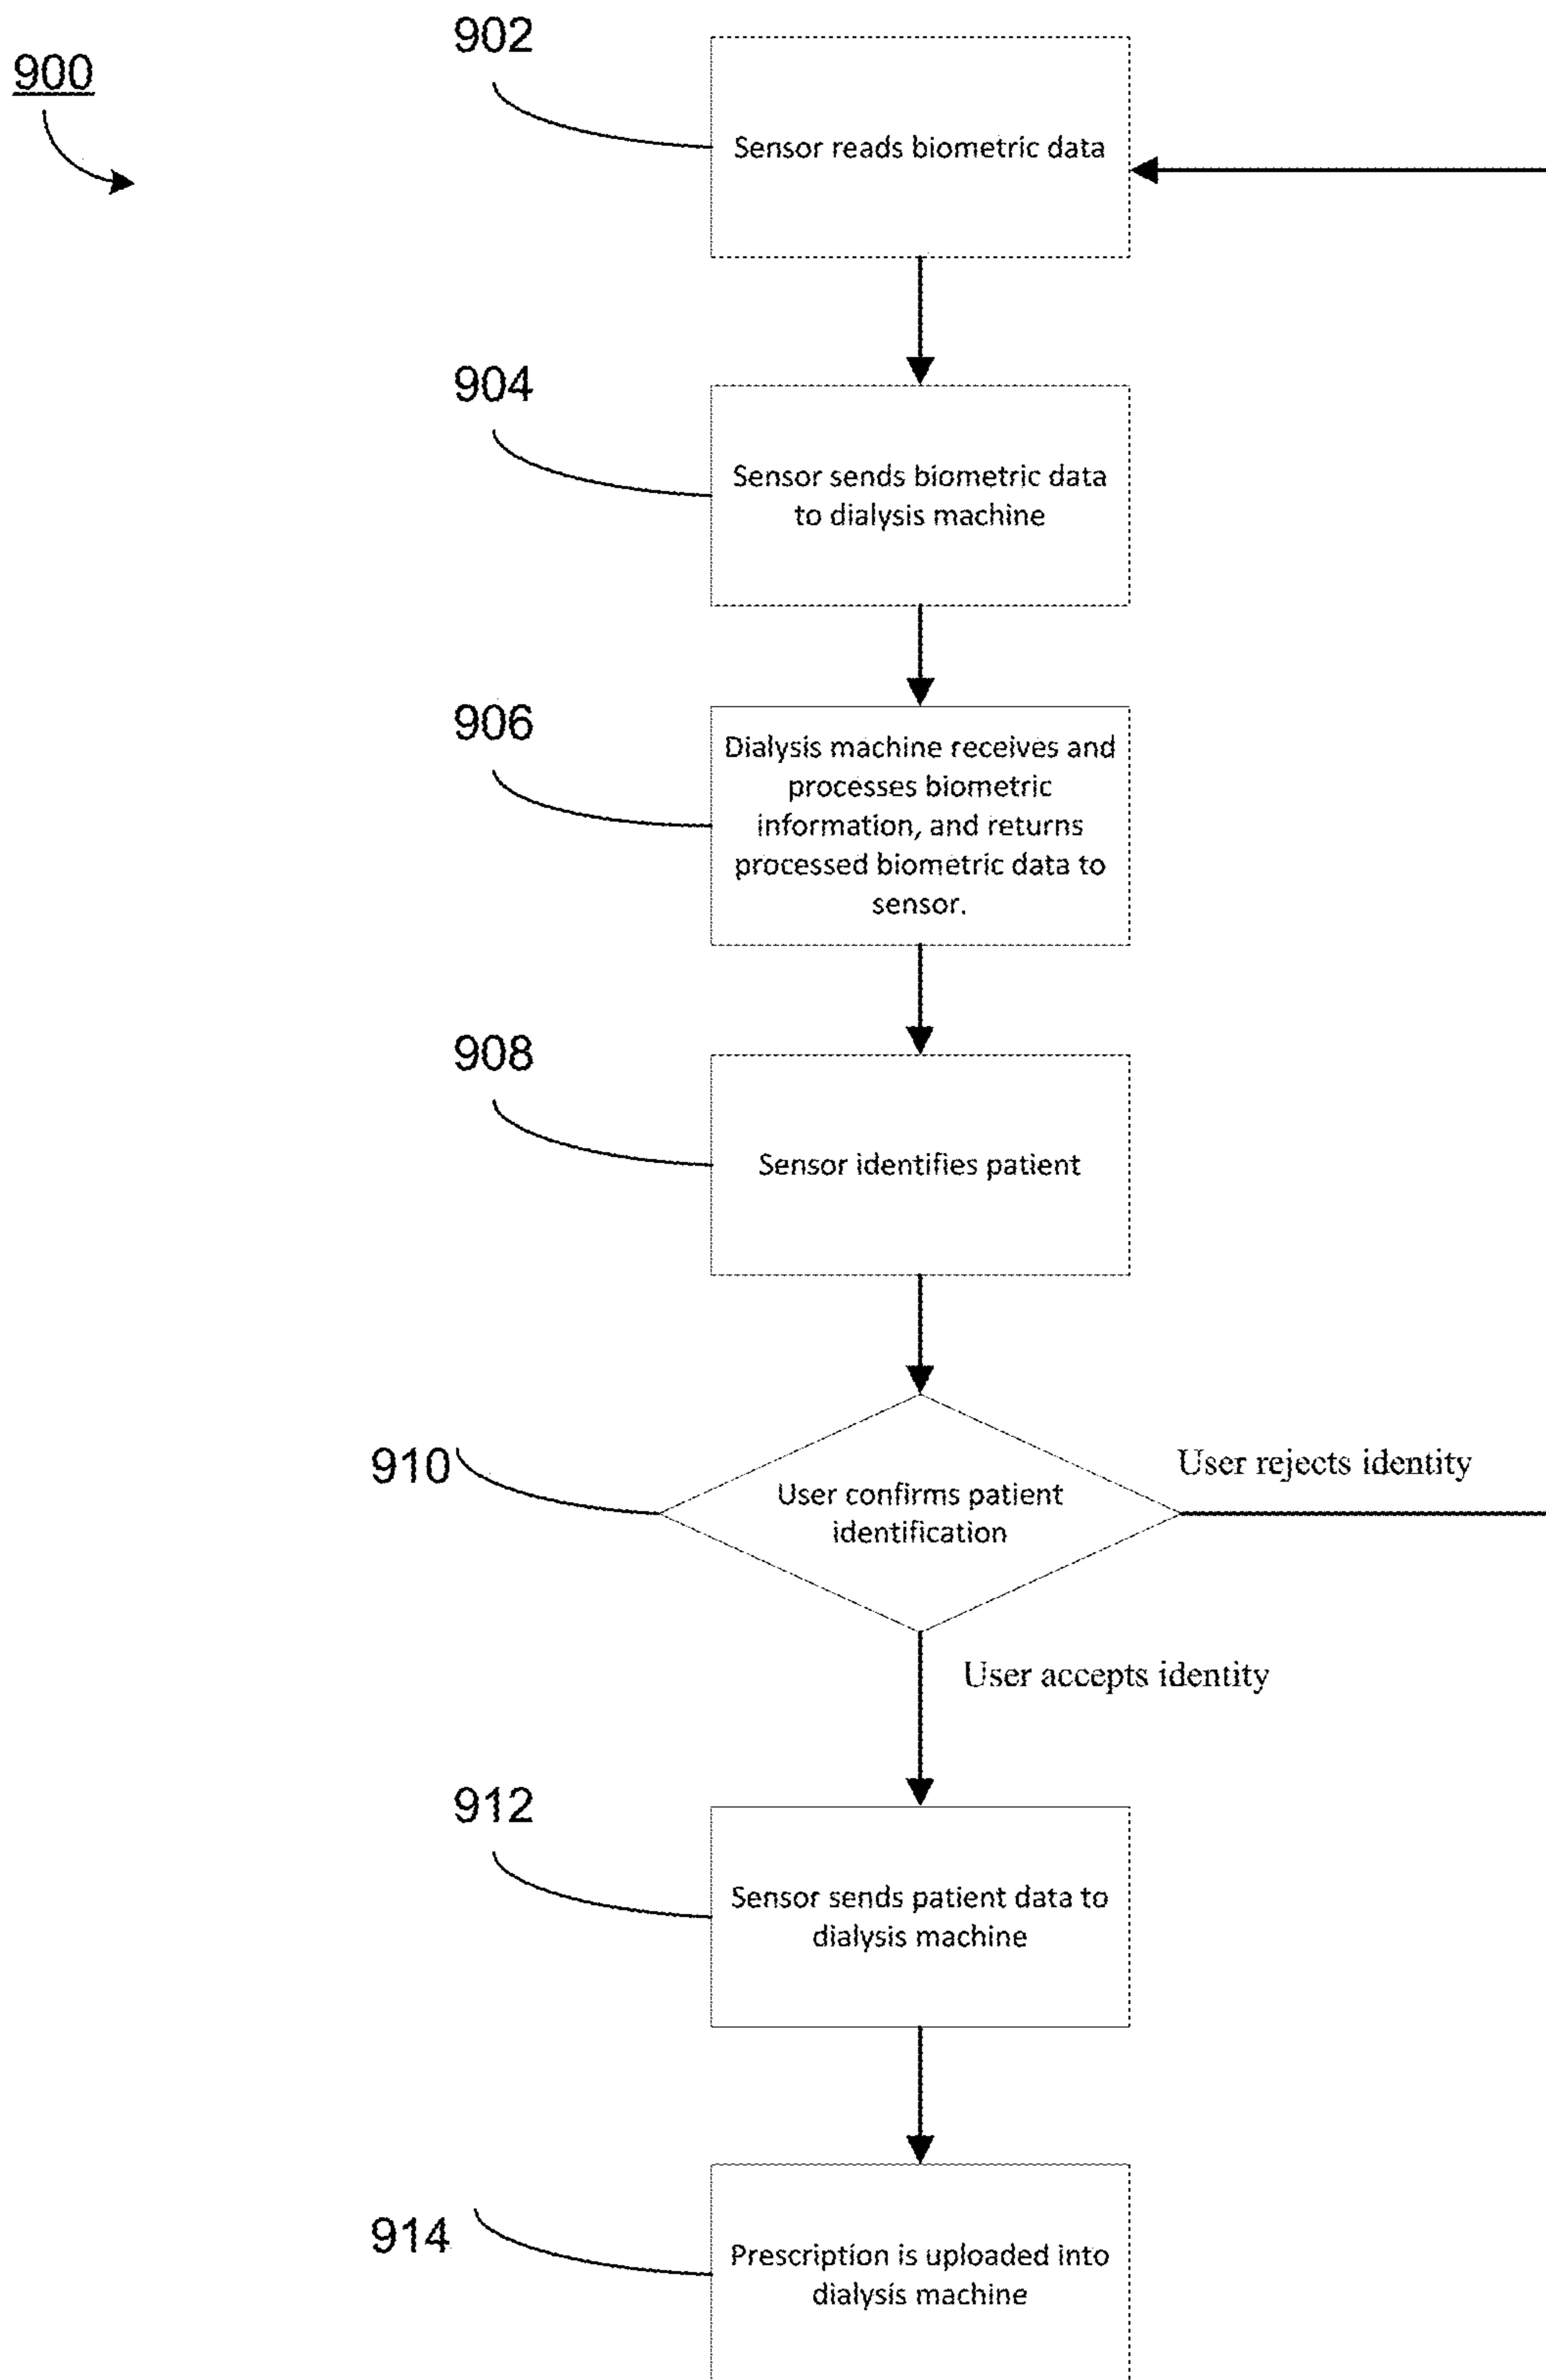 900
902
Sensor reads biometric data
904
Sensor sends biometric data
to dialysis machine
906
Dialysis machine receives and
processes biometric
information, and returns
processed biometric data to
sensor.
908
Sensor identifies patient
910
User confirms patient
identification
User rejects identity
User accepts identity
912
Sensor sends patient data to
dialysis machine
914
Prescription is uploaded into
dialysis machine